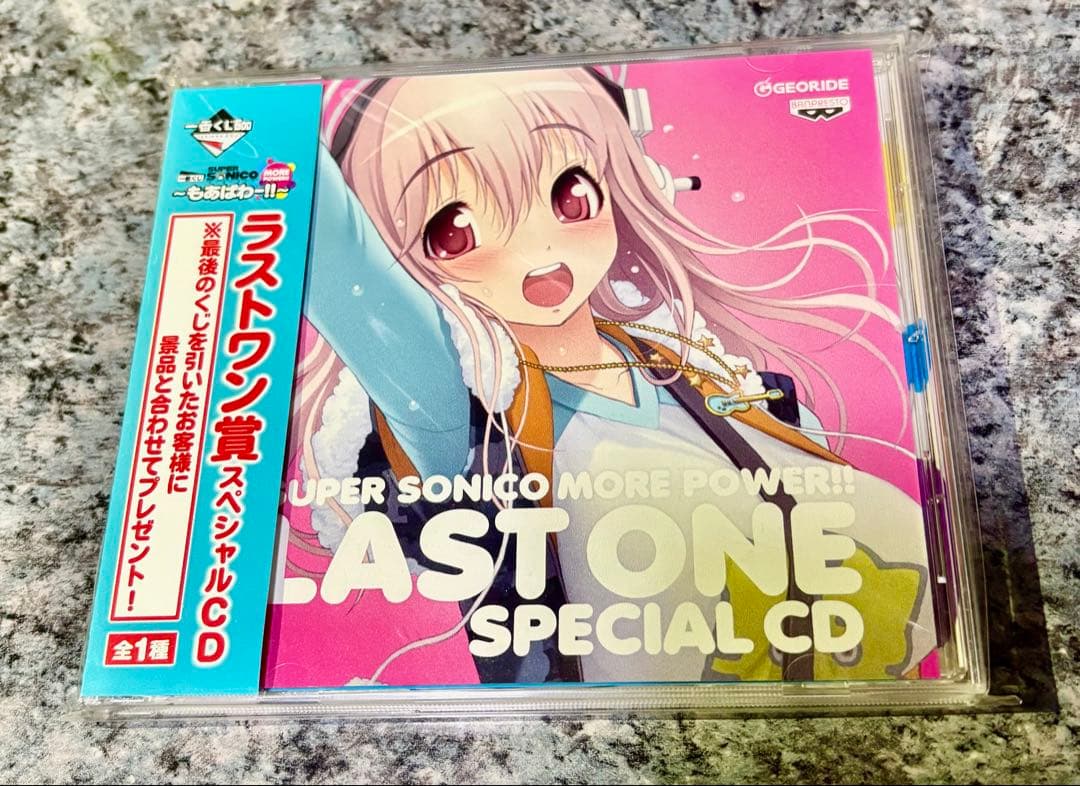 一番くじ
SUPER SONICO
MORE POWER!!
～もあぱわー!!～
ラストワン賞スペシャルCD
※最後のくじを引いたお客様に
景品と合わせてプレゼント！
全1種
GEORIDE
BANPRESTO
SUPER SONICO MORE POWER!!
LAST ONE
SPECIAL CD